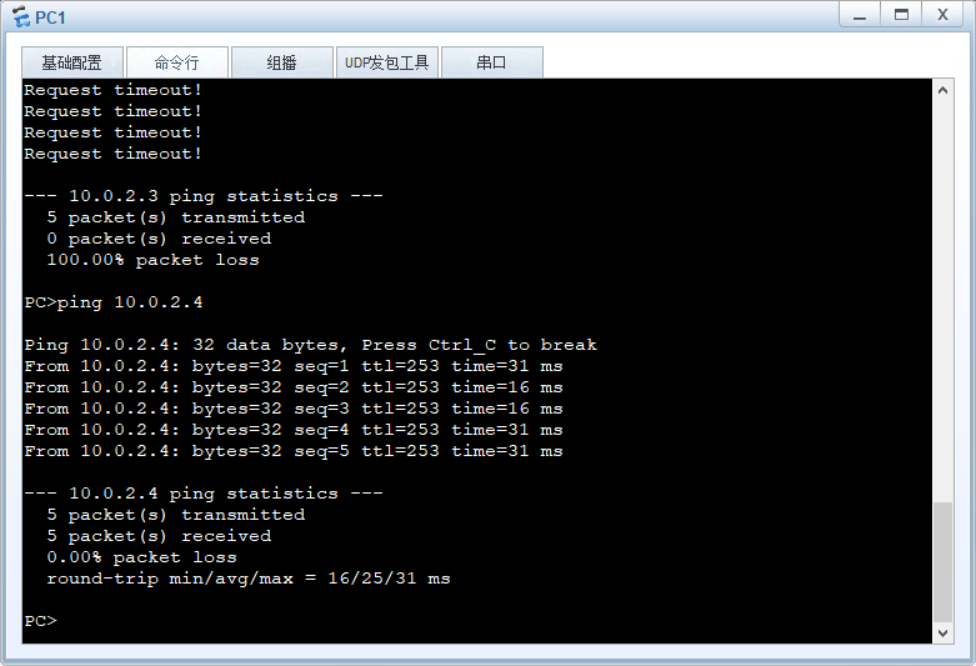 PC1
基础配置 命令行 组播 UDP发包工具 串口
Request timeout!
Request timeout!
Request timeout!
Request timeout!
--- 10.0.2.3 ping statistics ---
5 packet(s) transmitted
0 packet(s) received
100.00% packet loss
PC>ping 10.0.2.4
Ping 10.0.2.4: 32 data bytes, Press Ctrl_C to break
From 10.0.2.4: bytes=32 seq=1 ttl=253 time=31 ms
From 10.0.2.4: bytes=32 seq=2 ttl=253 time=16 ms
From 10.0.2.4: bytes=32 seq=3 ttl=253 time=16 ms
From 10.0.2.4: bytes=32 seq=4 ttl=253 time=31 ms
From 10.0.2.4: bytes=32 seq=5 ttl=253 time=31 ms
--- 10.0.2.4 ping statistics ---
5 packet(s) transmitted
5 packet(s) received
0.00% packet loss
round-trip min/avg/max = 16/25/31 ms
PC>